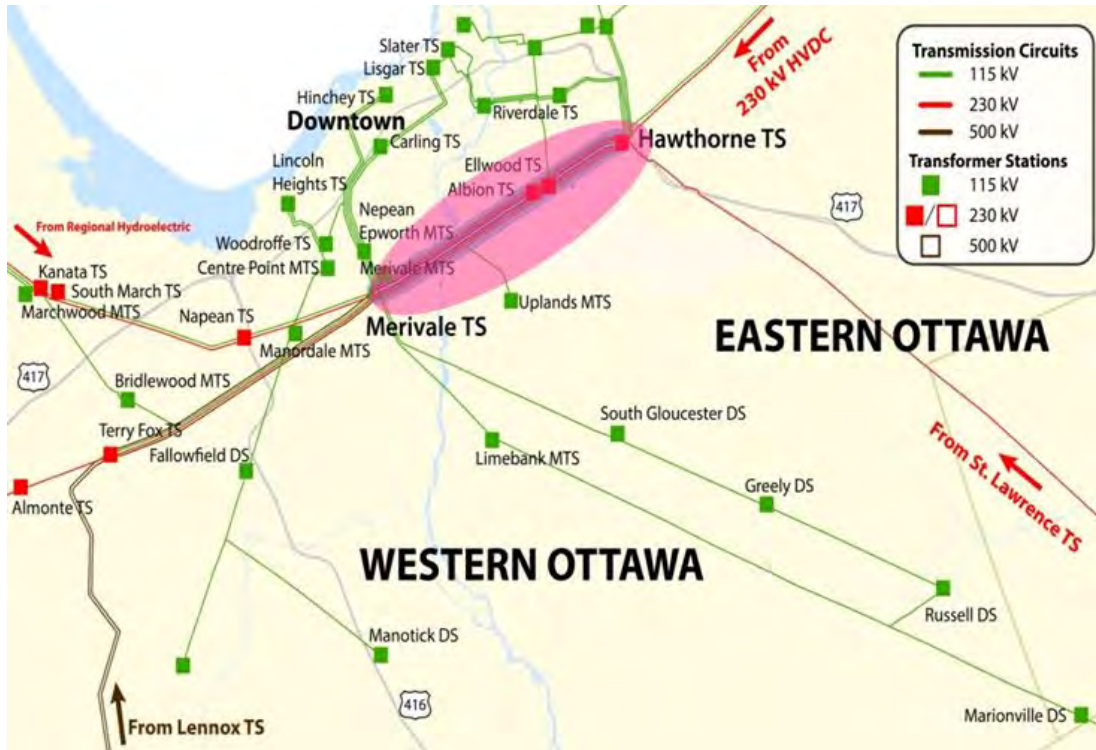 Transmission Circuits
115 kV
230 kV
500 kV
Transformer Stations
115 kV
230 kV
500 kV
From
230 kV HVDC
Slater TS
Lisgar TS
Hinchey TS
Downtown
Riverdale TS
Carling TS
Hawthorne TS
Ellwood TS
Albion TS
Lincoln
Heights TS
Nepean
Epworth MTS
417
From Regional Hydroelectric
Woodroffe TS
Centre Point MTS
Merivale MTS
Kanata TS
South March TS
Marchwood MTS
Napean TS
Uplands MTS
Merivale TS
Manordale MTS
EASTERN OTTAWA
417
Bridlewood MTS
Terry Fox TS
Fallowfield DS
South Gloucester DS
Limebank MTS
From St. Lawrence TS
Almonte TS
Greely DS
WESTERN OTTAWA
Russell DS
Manotick DS
416
From Lennox TS
Marionville DS